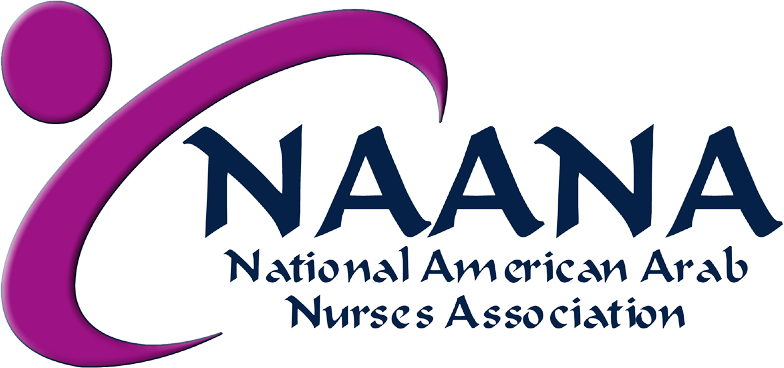 NAANA
National American Arab
Nurses Association